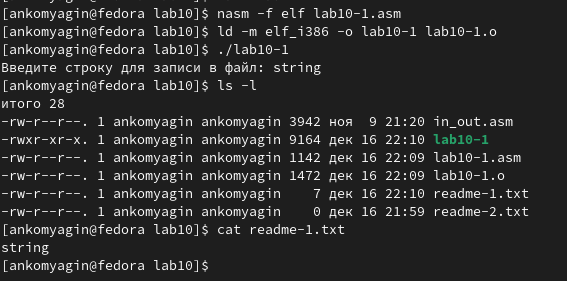 [ankomyagin@fedora lab10]$ nasm -f elf lab10-1.asm
[ankomyagin@fedora lab10]$ ld -m elf_i386 -o lab10-1 lab10-1.o
[ankomyagin@fedora lab10]$ ./lab10-1
Введите строку для записи в файл: string
[ankomyagin@fedora lab10]$ ls -l
итого 28
-rw-r--r--. 1 ankomyagin ankomyagin 3942 ноя  9 21:20 in_out.asm
-rwxr-xr-x. 1 ankomyagin ankomyagin 9164 дек 16 22:10 lab10-1
-rw-r--r--. 1 ankomyagin ankomyagin 1142 дек 16 22:09 lab10-1.asm
-rw-r--r--. 1 ankomyagin ankomyagin 1472 дек 16 22:09 lab10-1.o
-rw-r--r--. 1 ankomyagin ankomyagin    7 дек 16 22:10 readme-1.txt
-rw-r--r--. 1 ankomyagin ankomyagin    0 дек 16 21:59 readme-2.txt
[ankomyagin@fedora lab10]$ cat readme-1.txt
string
[ankomyagin@fedora lab10]$